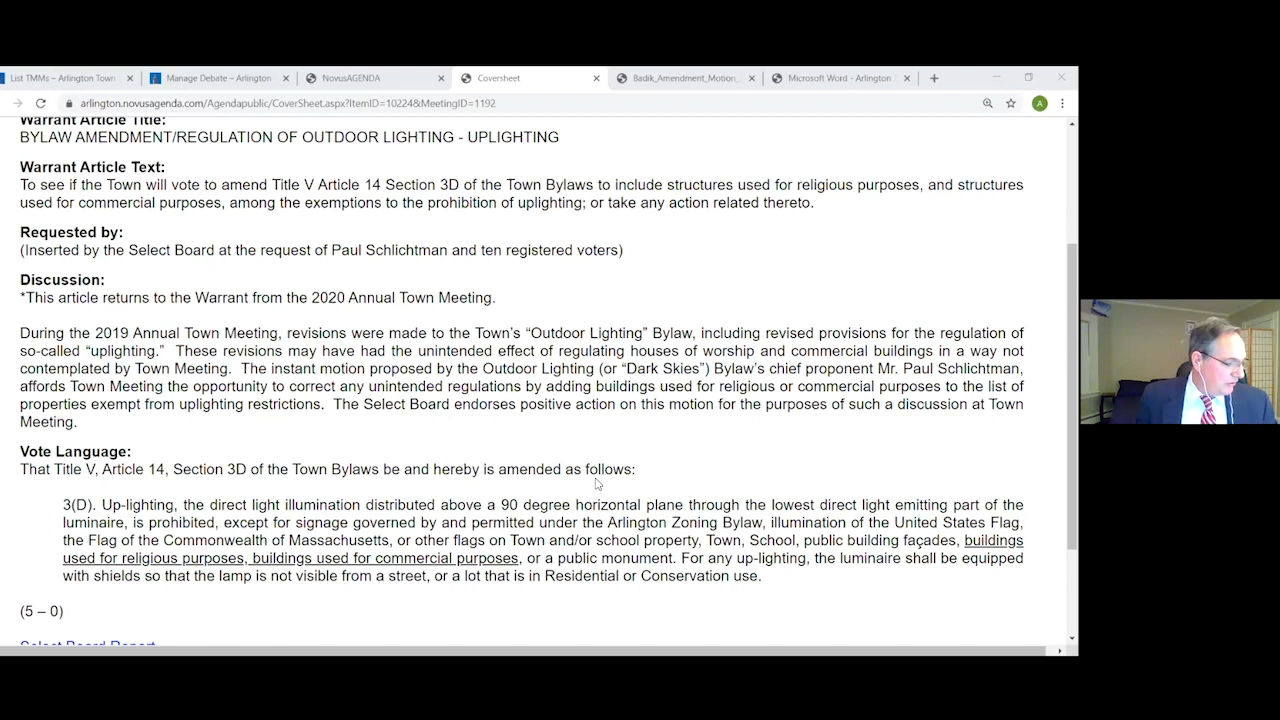 List TMMs – Arlington Town
Manage Debate – Arlington
NovusAGENDA
Coversheet
Badik_Amendment_Motion_
Microsoft Word - Arlington
arlington.novusagenda.com/Agendapublic/CoverSheet.aspx?ItemID=10224&MeetingID=1192
A
Warrant Article Title:
BYLAW AMENDMENT/REGULATION OF OUTDOOR LIGHTING - UPLIGHTING
Warrant Article Text:
To see if the Town will vote to amend Title V Article 14 Section 3D of the Town Bylaws to include structures used for religious purposes, and structures
used for commercial purposes, among the exemptions to the prohibition of uplighting; or take any action related thereto.
Requested by:
(Inserted by the Select Board at the request of Paul Schlichtman and ten registered voters)
Discussion:
*This article returns to the Warrant from the 2020 Annual Town Meeting.
During the 2019 Annual Town Meeting, revisions were made to the Town's “Outdoor Lighting” Bylaw, including revised provisions for the regulation of
so-called “uplighting.” These revisions may have had the unintended effect of regulating houses of worship and commercial buildings in a way not
contemplated by Town Meeting. The instant motion proposed by the Outdoor Lighting (or “Dark Skies”) Bylaw's chief proponent Mr. Paul Schlichtman,
affords Town Meeting the opportunity to correct any unintended regulations by adding buildings used for religious or commercial purposes to the list of
properties exempt from uplighting restrictions. The Select Board endorses positive action on this motion for the purposes of such a discussion at Town
Meeting.
Vote Language:
That Title V, Article 14, Section 3D of the Town Bylaws be and hereby is amended as follows:
3(D). Up-lighting, the direct light illumination distributed above a 90 degree horizontal plane through the lowest direct light emitting part of the
luminaire, is prohibited, except for signage governed by and permitted under the Arlington Zoning Bylaw, illumination of the United States Flag,
the Flag of the Commonwealth of Massachusetts, or other flags on Town and/or school property, Town, School, public building façades, buildings
used for religious purposes, buildings used for commercial purposes, or a public monument. For any up-lighting, the luminaire shall be equipped
with shields so that the lamp is not visible from a street, or a lot that is in Residential or Conservation use.
(5 – 0)
Select Board Report